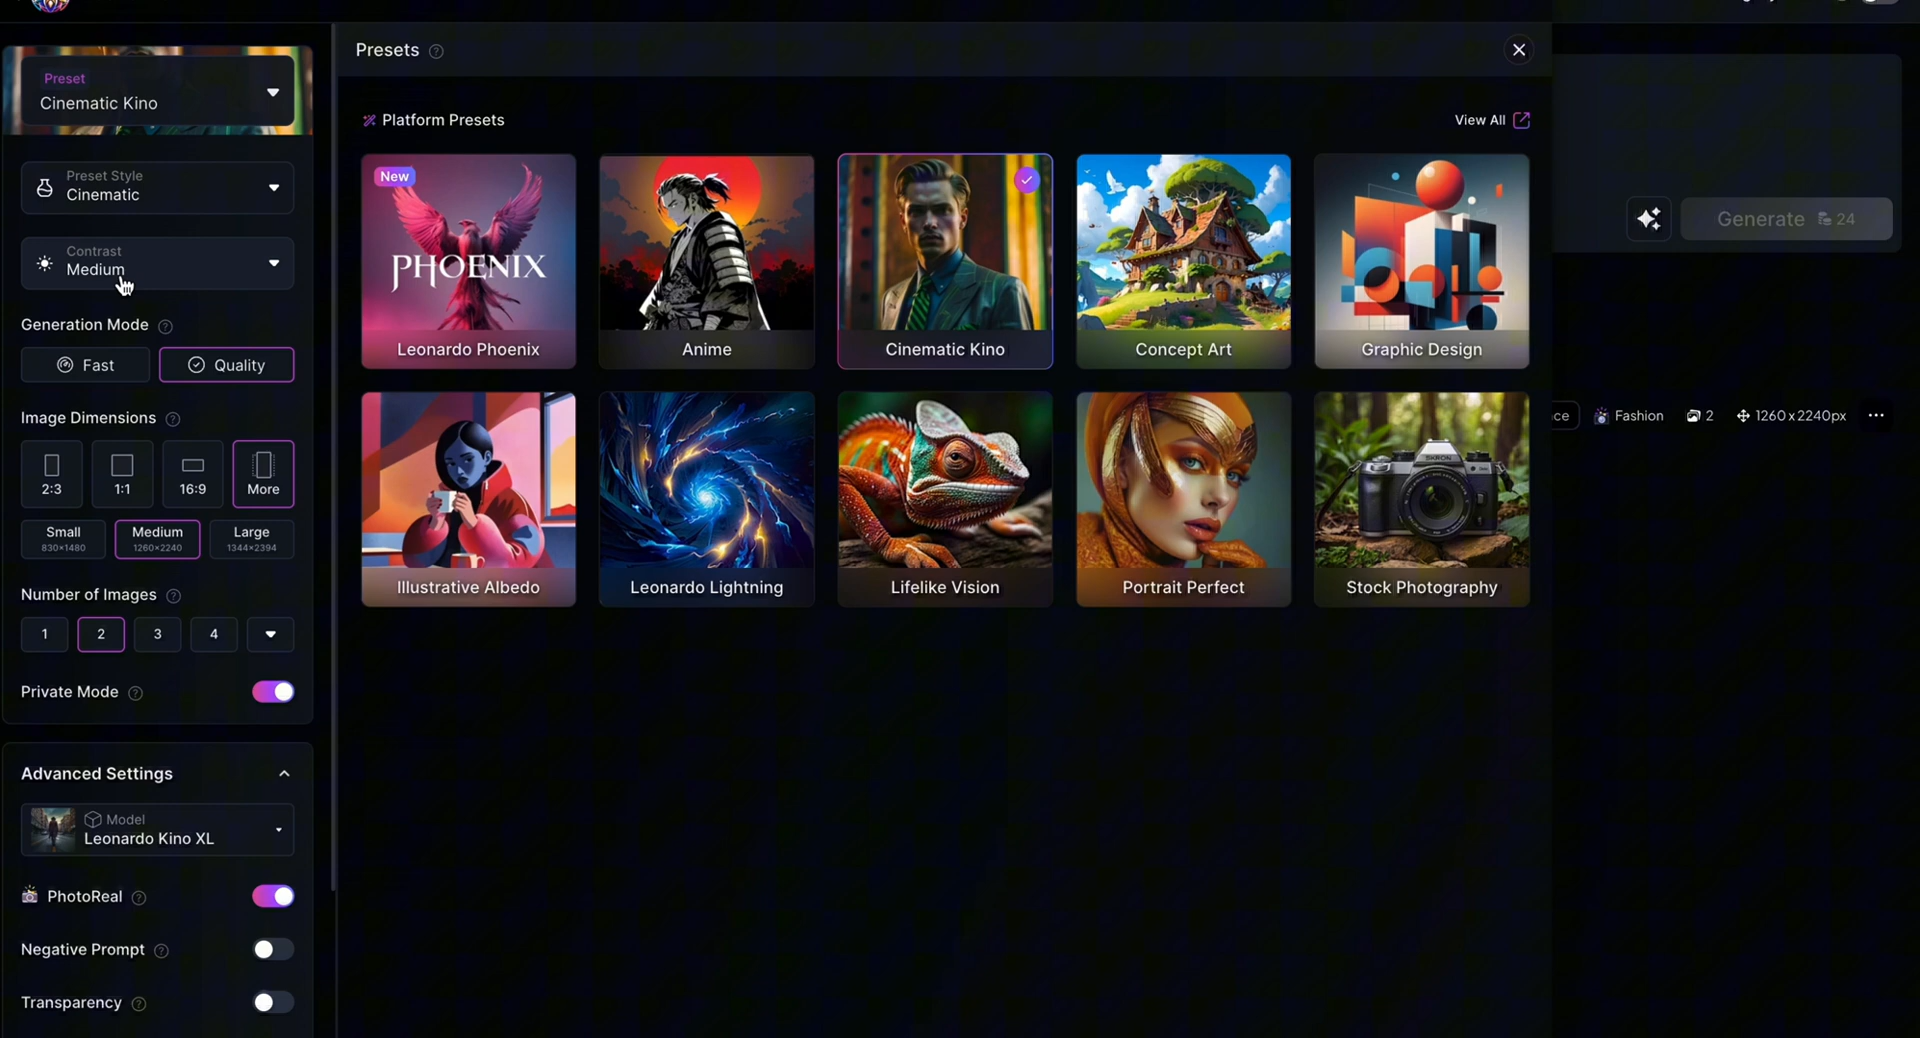 Preset
Cinematic Kino
Preset Style
Cinematic
Contrast
Medium
Generation Mode
Fast
Quality
Image Dimensions
2:3
1:1
16:9
More
Small
830×1480
Medium
1260×2240
Large
1344×2394
Number of Images
1
2
3
4
Private Mode
Advanced Settings
Model
Leonardo Kino XL
PhotoReal
Negative Prompt
Transparency
Presets
Platform Presets
View All
New
PHOENIX
Leonardo Phoenix
Anime
Cinematic Kino
Concept Art
Graphic Design
Illustrative Albedo
Leonardo Lightning
Lifelike Vision
Portrait Perfect
SKRON
Stock Photography
Generate 24
ce
Fashion
2
1260 x 2240px